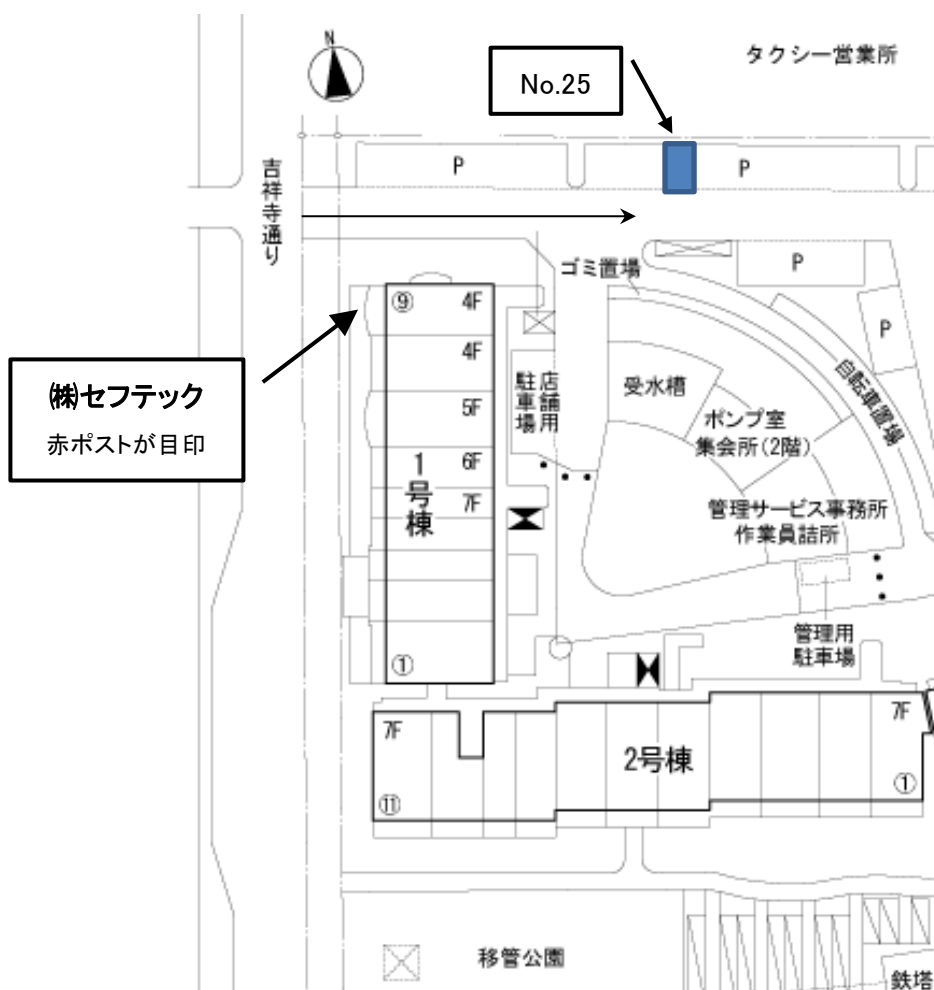 N
タクシー営業所
No.25
P
P
吉祥寺通り
ゴミ置場
P
P
⑨
4F
4F
5F
6F
7F
1号棟
①
㈱セフテック
赤ポストが目印
店舗用
駐車場
受水槽
ポンプ室
集会所(2階)
自転車置場
管理サービス事務所
作業員詰所
管理用
駐車場
7F
⑪
2号棟
7F
①
移管公園
鉄塔